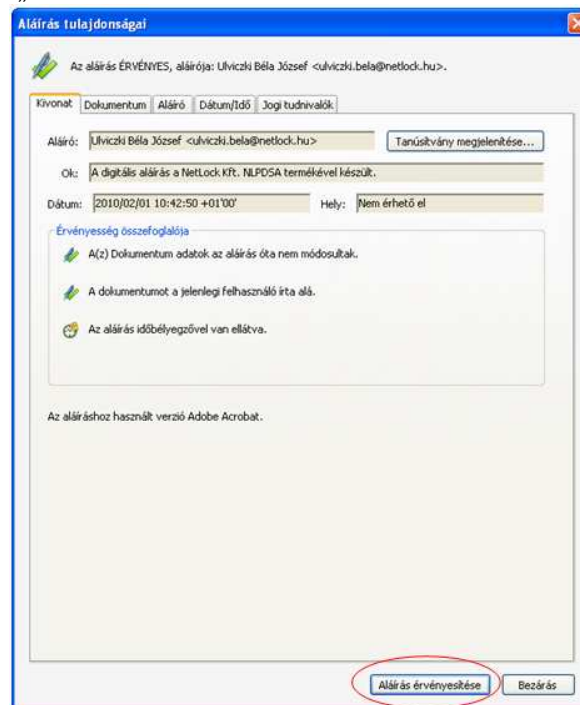 Aláírás tulajdonságai
Az aláírás ÉRVÉNYES, aláírója: Ulviczki Béla József <ulviczki.bela@netlock.hu>.
Kivonat Dokumentum Aláíró Dátum/Idő Jogi tudnivalók
Aláíró: Ulviczki Béla József <ulviczki.bela@netlock.hu> Tanúsítvány megjelenítése...
Ok: A digitális aláírás a NetLock Kft. NLPDSA termékével készült.
Dátum: 2010/02/01 10:42:50 +01'00' Hely: Nem érhető el
Érvényesség összefoglalója
A(z) Dokumentum adatok az aláírás óta nem módosultak.
A dokumentumot a jelenlegi felhasználó írta alá.
Az aláírás időbélyegzővel van ellátva.
Az aláíráshoz használt verzió Adobe Acrobat.
Aláírás érvényesítése Bezárás